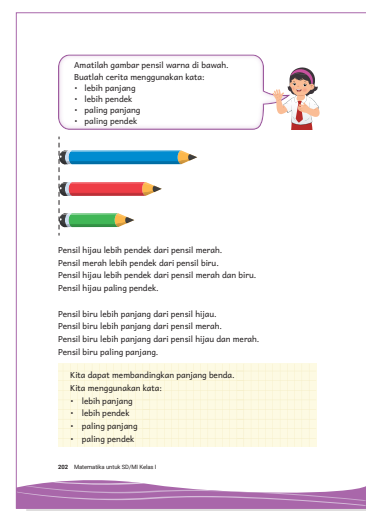 Amatilah gambar pensil warna di bawah.
Buatlah cerita menggunakan kata:
• lebih panjang
• lebih pendek
• paling panjang
• paling pendek
Pensil hijau lebih pendek dari pensil merah.
Pensil merah lebih pendek dari pensil biru.
Pensil hijau lebih pendek dari pensil merah dan biru.
Pensil hijau paling pendek.
Pensil biru lebih panjang dari pensil hijau.
Pensil biru lebih panjang dari pensil merah.
Pensil biru lebih panjang dari pensil hijau dan merah.
Pensil biru paling panjang.
Kita dapat membandingkan panjang benda.
Kita menggunakan kata:
• lebih panjang
• lebih pendek
• paling panjang
• paling pendek
202 Matematika untuk SD/MI Kelas I